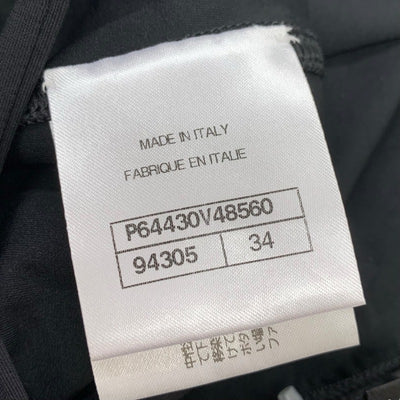 MADE IN ITALY
FABRIQUE EN ITALIE
P64430V48560
94305 34